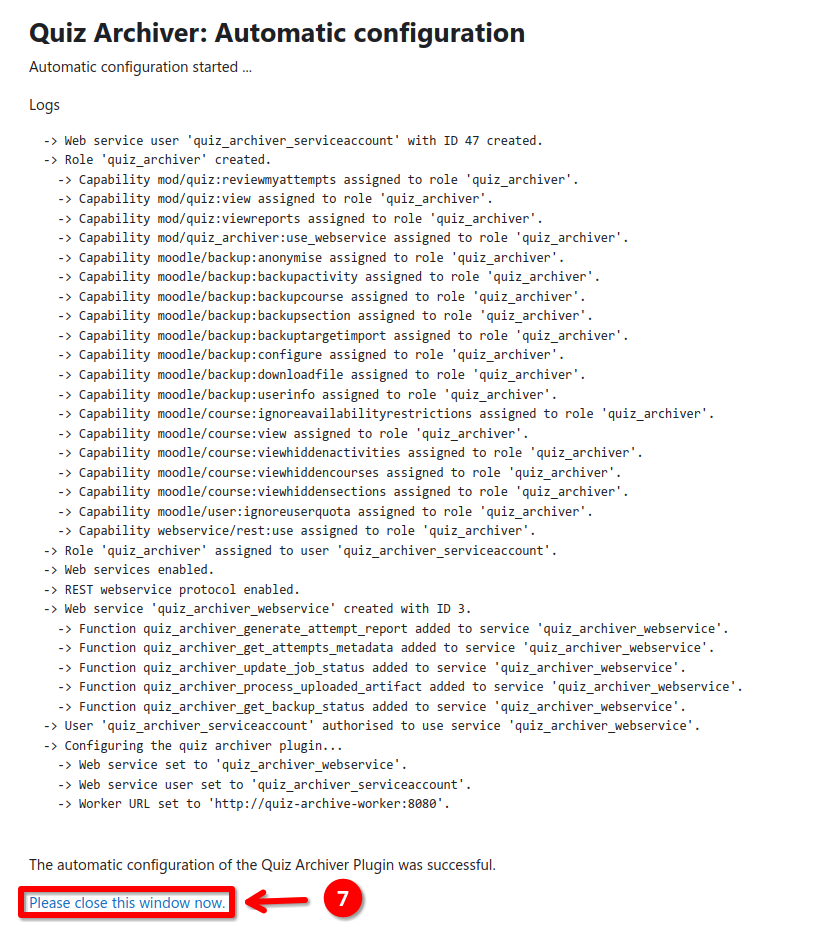 Quiz Archiver: Automatic configuration
Automatic configuration started ...
Logs
-> Web service user 'quiz_archiver_serviceaccount' with ID 47 created.
-> Role 'quiz_archiver' created.
-> Capability mod/quiz:reviewmyattempts assigned to role 'quiz_archiver'.
-> Capability mod/quiz:view assigned to role 'quiz_archiver'.
-> Capability mod/quiz:viewreports assigned to role 'quiz_archiver'.
-> Capability mod/quiz_archiver:use_webservice assigned to role 'quiz_archiver'.
-> Capability moodle/backup:anonymise assigned to role 'quiz_archiver'.
-> Capability moodle/backup:backupactivity assigned to role 'quiz_archiver'.
-> Capability moodle/backup:backupcourse assigned to role 'quiz_archiver'.
-> Capability moodle/backup:backupsection assigned to role 'quiz_archiver'.
-> Capability moodle/backup:backuptargetimport assigned to role 'quiz_archiver'.
-> Capability moodle/backup:configure assigned to role 'quiz_archiver'.
-> Capability moodle/backup:downloadfile assigned to role 'quiz_archiver'.
-> Capability moodle/backup:userinfo assigned to role 'quiz_archiver'.
-> Capability moodle/course:ignoreavailabilityrestrictions assigned to role 'quiz_archiver'.
-> Capability moodle/course:view assigned to role 'quiz_archiver'.
-> Capability moodle/course:viewhiddenactivities assigned to role 'quiz_archiver'.
-> Capability moodle/course:viewhiddencourses assigned to role 'quiz_archiver'.
-> Capability moodle/course:viewhiddensections assigned to role 'quiz_archiver'.
-> Capability moodle/user:ignoreuserquota assigned to role 'quiz_archiver'.
-> Capability webservice/rest:use assigned to role 'quiz_archiver'.
-> Role 'quiz_archiver' assigned to user 'quiz_archiver_serviceaccount'.
-> Web services enabled.
-> REST webservice protocol enabled.
-> Web service 'quiz_archiver_webservice' created with ID 3.
-> Function quiz_archiver_generate_attempt_report added to service 'quiz_archiver_webservice'.
-> Function quiz_archiver_get_attempts_metadata added to service 'quiz_archiver_webservice'.
-> Function quiz_archiver_update_job_status added to service 'quiz_archiver_webservice'.
-> Function quiz_archiver_process_uploaded_artifact added to service 'quiz_archiver_webservice'.
-> Function quiz_archiver_get_backup_status added to service 'quiz_archiver_webservice'.
-> User 'quiz_archiver_serviceaccount' authorised to use service 'quiz_archiver_webservice'.
-> Configuring the quiz archiver plugin...
-> Web service set to 'quiz_archiver_webservice'.
-> Web service user set to 'quiz_archiver_serviceaccount'.
-> Worker URL set to 'http://quiz-archive-worker:8080'.
The automatic configuration of the Quiz Archiver Plugin was successful.
Please close this window now.
7